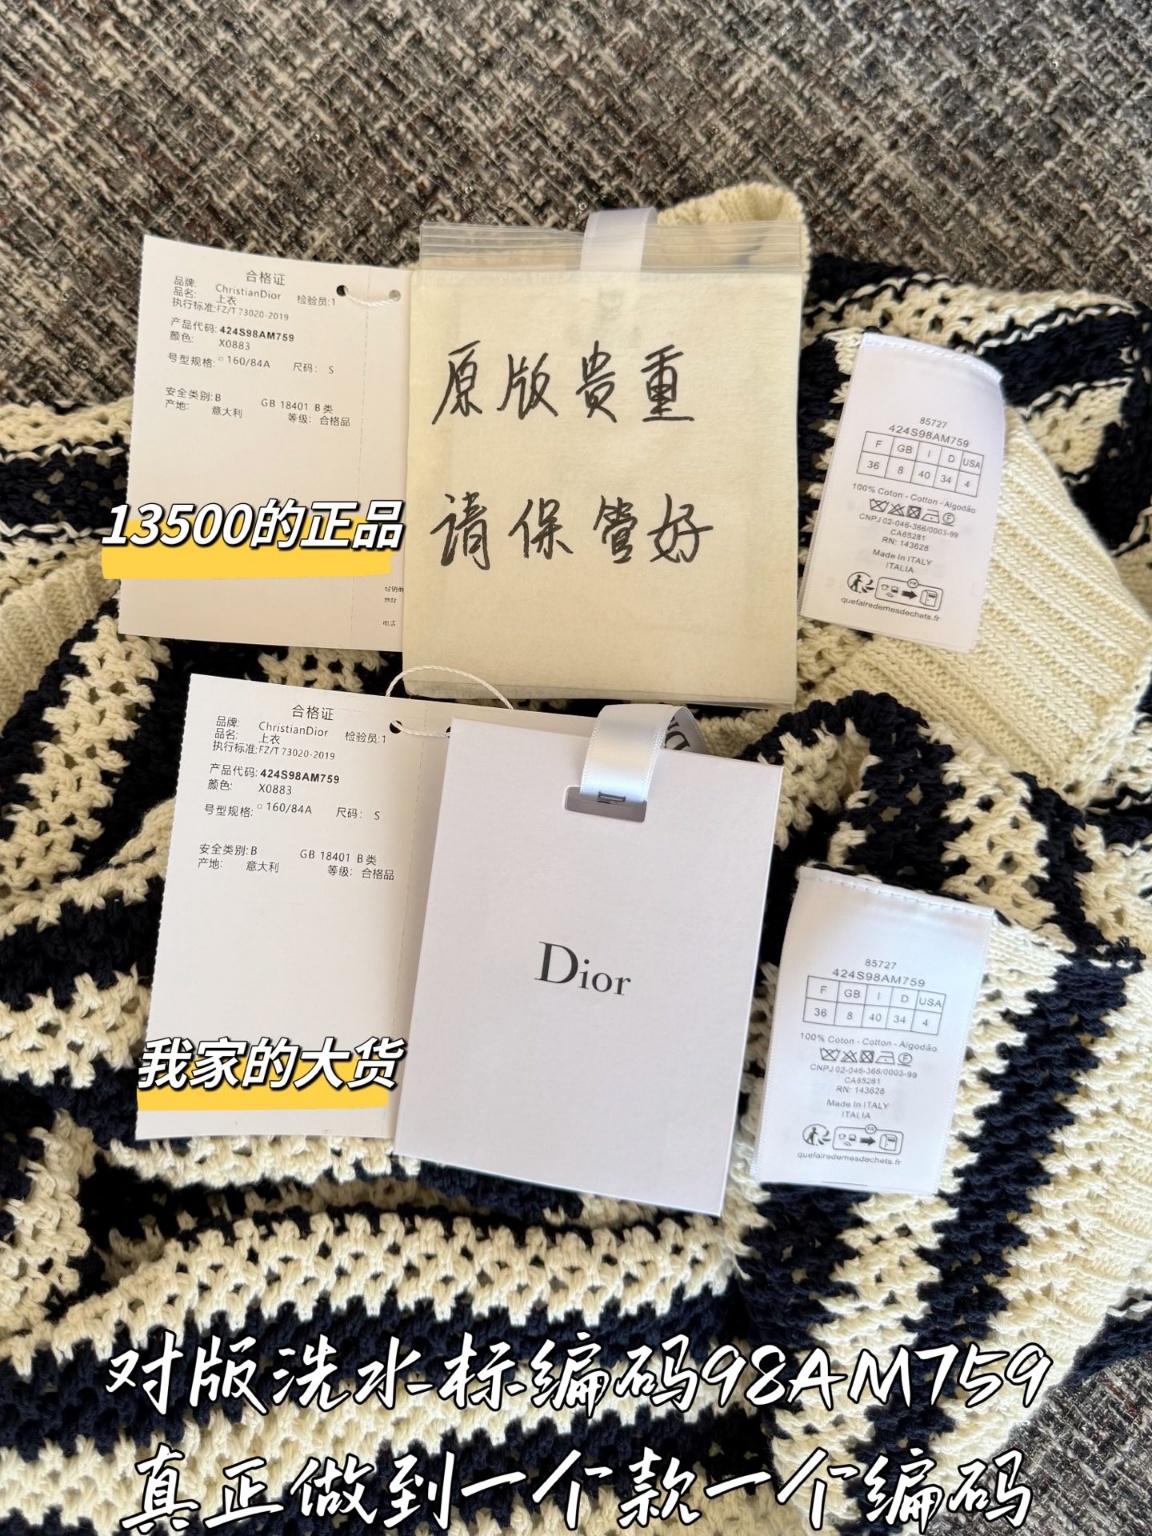 合格证
品牌: ChristianDior 检验员:1
品名: 上衣
执行标准:FZ/T 73020-2019
产品代码:424S98AM759
颜色: X0883
号型规格: 160/84A 尺码: S
安全类别:B GB 18401 B类
产地: 意大利 等级: 合格品
13500的正品
电话
原版贵重
请保管好
85727
424S98AM759
F GB I D USA
36 8 40 34 4
100% Coton - Cotton - Algodão
CNPJ 02-046-366/0003-99
CA65281
RN: 143628
Made in ITALY
ITALIA
FR
quefairedemesdechets.fr
合格证
品牌: ChristianDior 检验员:1
品名: 上衣
执行标准:FZ/T 73020-2019
产品代码:424S98AM759
颜色: X0883
号型规格: 160/84A 尺码: S
安全类别:B GB 18401 B类
产地: 意大利 等级: 合格品
我家的大货
Dior
85727
424S98AM759
F GB I D USA
36 8 40 34 4
100% Coton - Cotton - Algodão
CNPJ 02-046-366/0003-99
CA65281
RN: 143628
Made in ITALY
ITALIA
FR
quefairedemesdechets.fr
对版洗水标编码98AM759
真正做到一个款一个编码